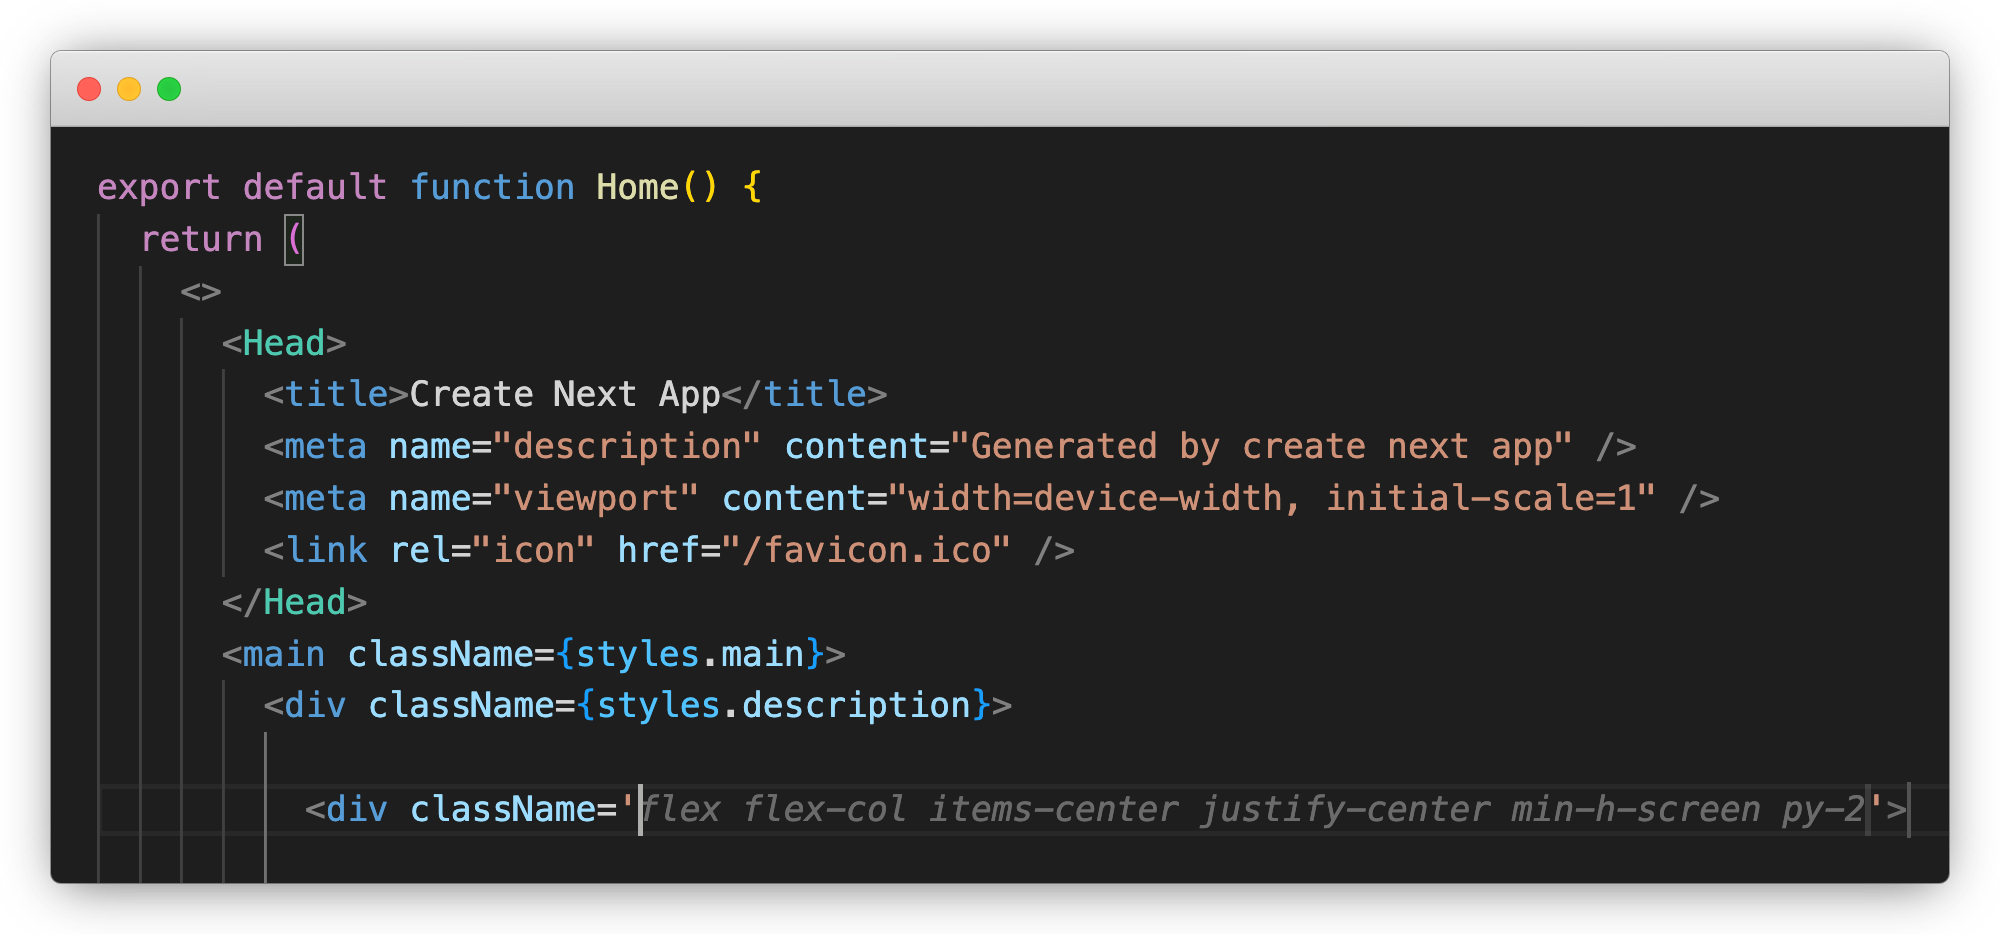 export default function Home() {
return (
<>
<Head>
<title>Create Next App</title>
<meta name="description" content="Generated by create next app" />
<meta name="viewport" content="width=device-width, initial-scale=1" />
<link rel="icon" href="/favicon.ico" />
</Head>
<main className={styles.main}>
<div className={styles.description}>
<div className='flex flex-col items-center justify-center min-h-screen py-2'>